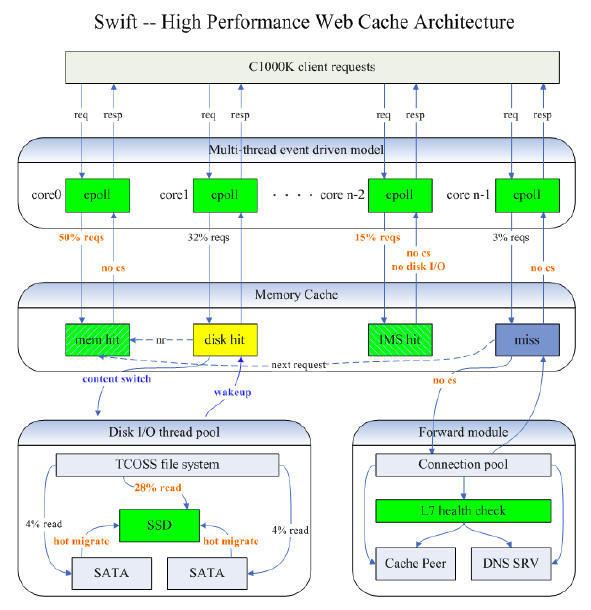 Swift -- High Performance Web Cache Architecture
C1000K client requests
req resp req resp req resp req resp
Multi-thread event driven model
core0 epoll core1 epoll · · · · core n-2 epoll core n-1 epoll
50% reqs 32% reqs 15% reqs 3% reqs
no cs no cs no disk I/O no cs
Memory Cache
mem hit nr disk hit IMS hit miss
next request
content switch
wakeup
no cs
Disk I/O thread pool
TCOSS file system
28% read
4% read SSD 4% read
hot migrate hot migrate
SATA SATA
Forward module
Connection pool
L7 health check
Cache Peer DNS SRV